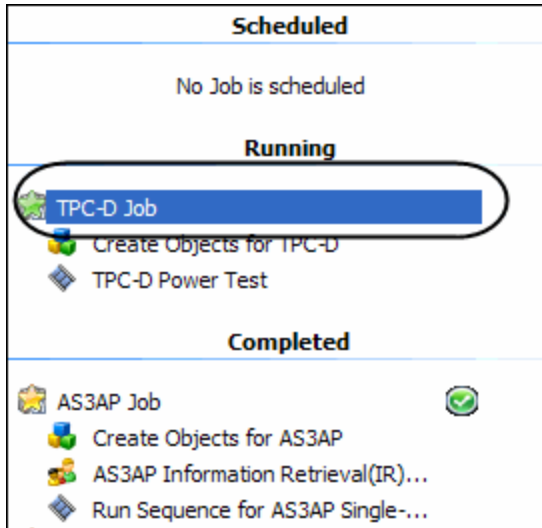 Scheduled
No Job is scheduled
Running
TPC-D Job
Create Objects for TPC-D
TPC-D Power Test
Completed
AS3AP Job
Create Objects for AS3AP
AS3AP Information Retrieval(IR)...
Run Sequence for AS3AP Single-...